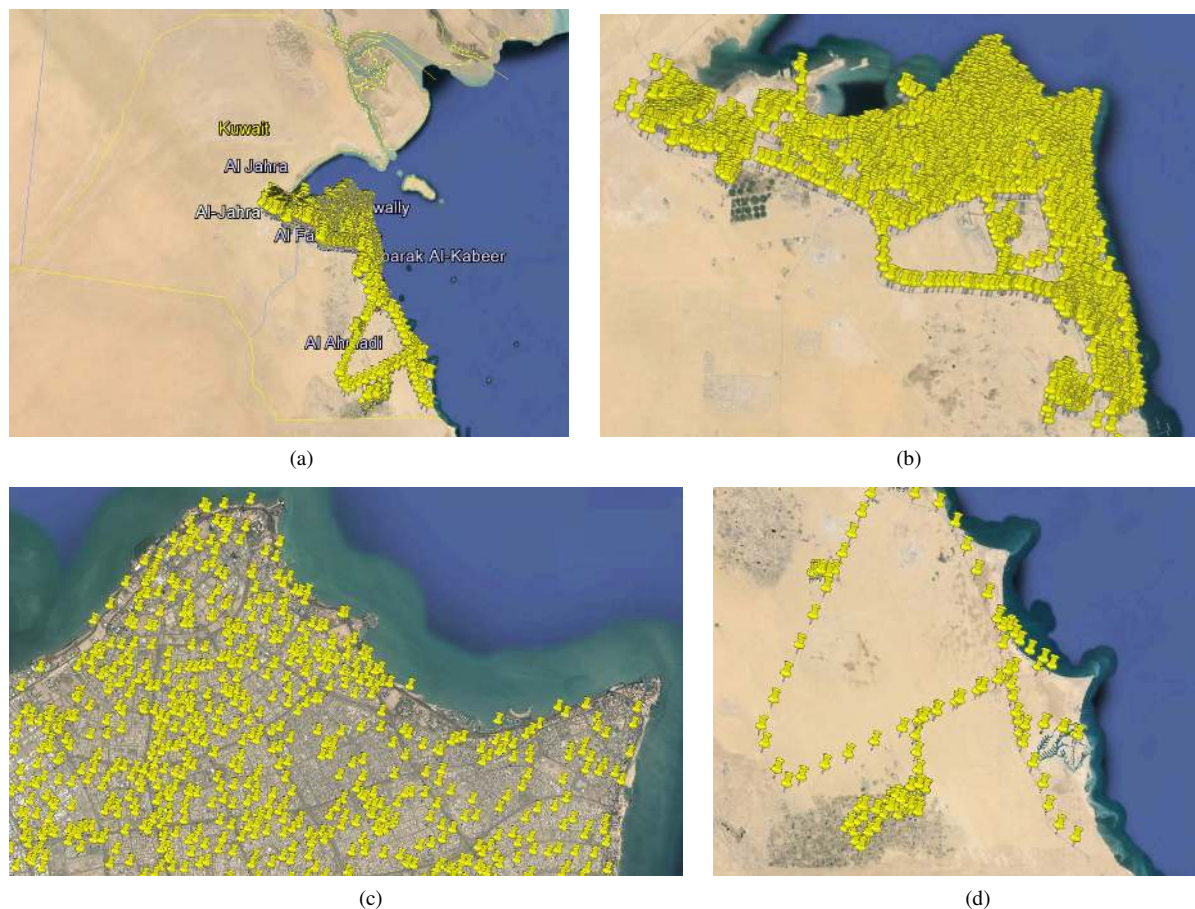 Kuwait
Al Jahra
Al-Jahra
wally
Al Fa
barak Al-Kabeer
Al Ahmadi
(a)
(b)
(c)
(d)